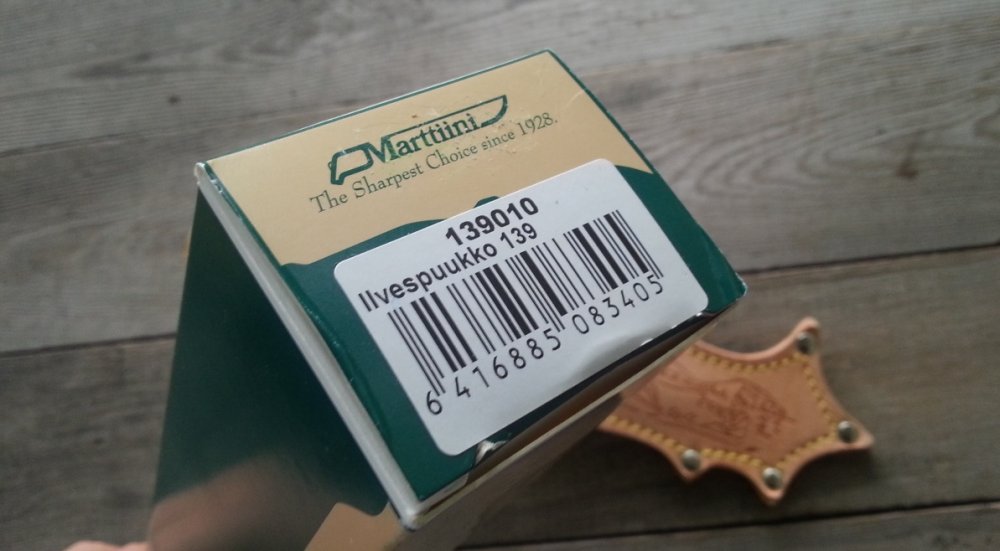 Marttiini
The Sharpest Choice since 1928.
139010
Ilvespuukko 139
6 416885 083405